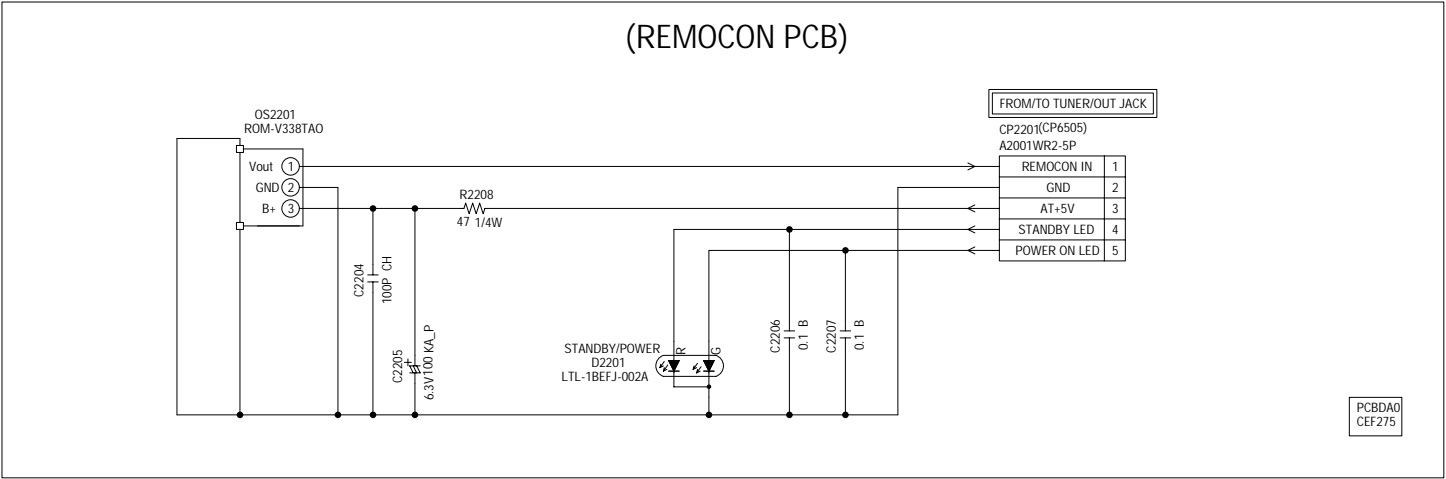 (REMOCON PCB)
FROM/TO TUNER/OUT JACK
OS2201
ROM-V338TAO
CP2201(CP6505)
A2001WR2-5P
Vout 1
GND 2
B+ 3
REMOCON IN 1
GND 2
AT+5V 3
STANDBY LED 4
POWER ON LED 5
R2208
47 1/4W
C2204
100P CH
C2205
+
6.3V100 KA_P
STANDBY/POWER
D2201
LTL-1BEFJ-002A
R
G
C2206
0.1 B
C2207
0.1 B
PCBDA0
CEF275